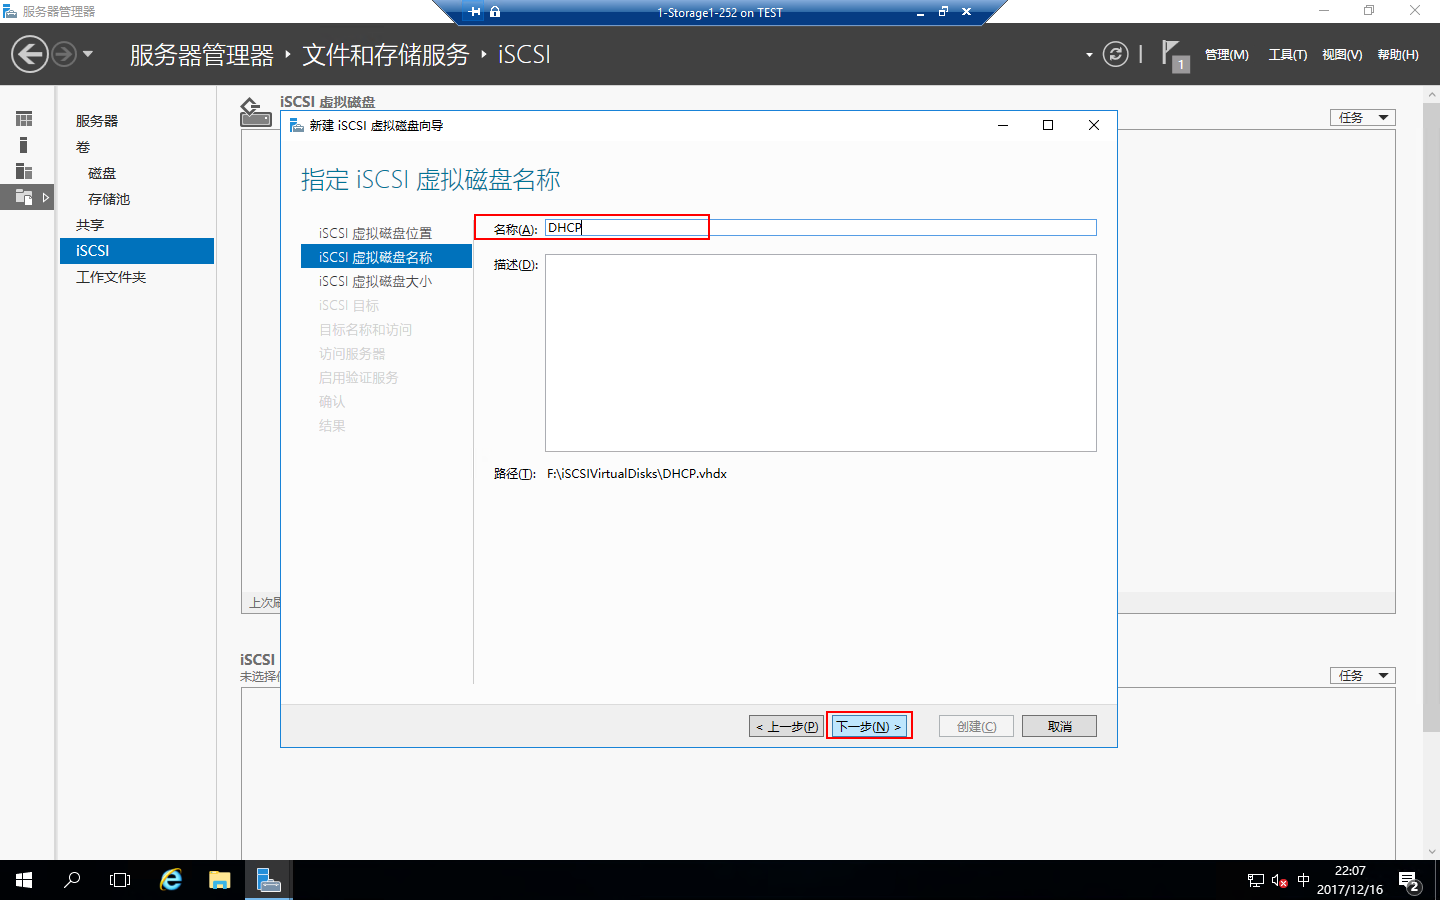 服务器管理器
1-Storage1-252 on TEST
服务器管理器 ‣ 文件和存储服务 ‣ iSCSI
1
管理(M) 工具(T) 视图(V) 帮助(H)
服务器
卷
磁盘
存储池
共享
iSCSI
工作文件夹
iSCSI 虚拟磁盘
任务
新建 iSCSI 虚拟磁盘向导
指定 iSCSI 虚拟磁盘名称
iSCSI 虚拟磁盘位置
iSCSI 虚拟磁盘名称
iSCSI 虚拟磁盘大小
iSCSI 目标
目标名称和访问
访问服务器
启用验证服务
确认
结果
名称(A): DHCP
描述(D):
路径(T): F:\iSCSIVirtualDisks\DHCP.vhdx
< 上一步(P) 下一步(N) > 创建(C) 取消
上次
iSCSI
未选择
任务
中
22:07
2017/12/16
2